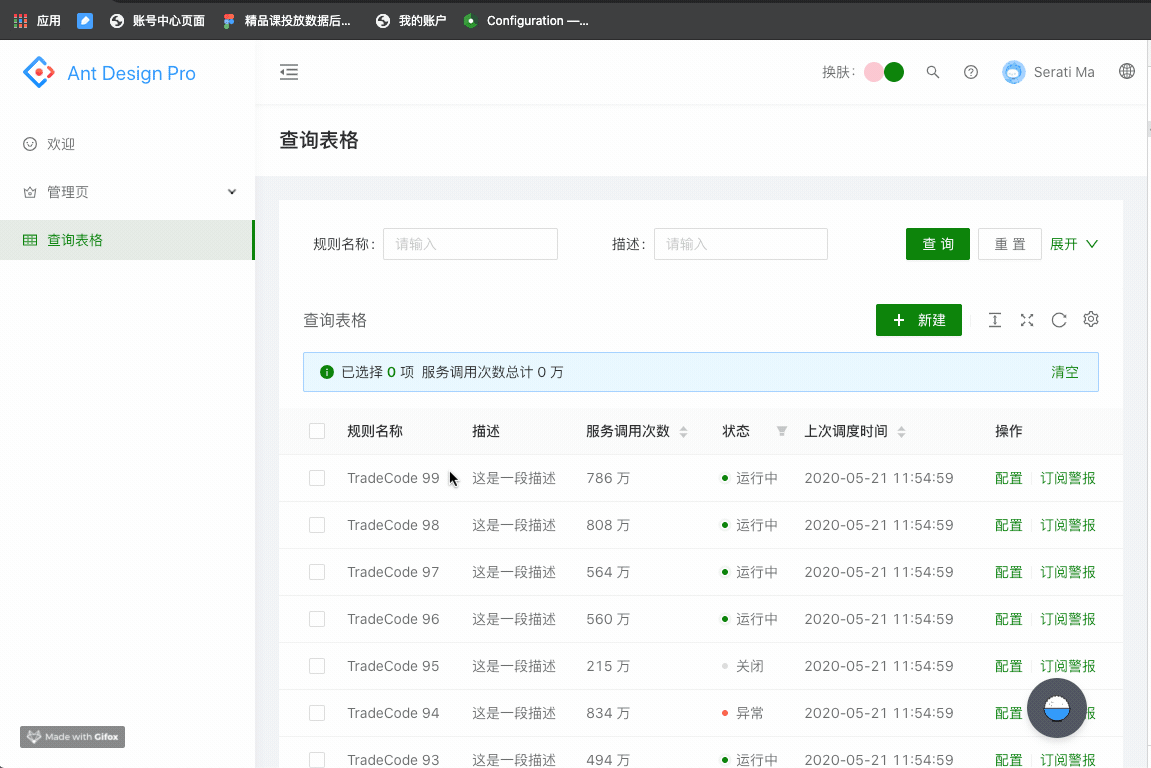 应用 账号中心页面 精品课投放数据后... 我的账户 Configuration —...
Ant Design Pro
换肤: Serati Ma
欢迎
管理页
查询表格
查询表格
规则名称: 请输入 描述: 请输入 查 询 重 置 展开
查询表格 + 新建
已选择 0 项 服务调用次数总计 0 万 清空
规则名称 描述 服务调用次数 状态 上次调度时间 操作
TradeCode 99 这是一段描述 786 万 运行中 2020-05-21 11:54:59 配置 订阅警报
TradeCode 98 这是一段描述 808 万 运行中 2020-05-21 11:54:59 配置 订阅警报
TradeCode 97 这是一段描述 564 万 运行中 2020-05-21 11:54:59 配置 订阅警报
TradeCode 96 这是一段描述 560 万 运行中 2020-05-21 11:54:59 配置 订阅警报
TradeCode 95 这是一段描述 215 万 关闭 2020-05-21 11:54:59 配置 订阅警报
TradeCode 94 这是一段描述 834 万 异常 2020-05-21 11:54:59 配置 报
TradeCode 93 这是一段描述 494 万 运行中 2020-05-21 11:54:59 配置 订阅警报
Made with Gifox